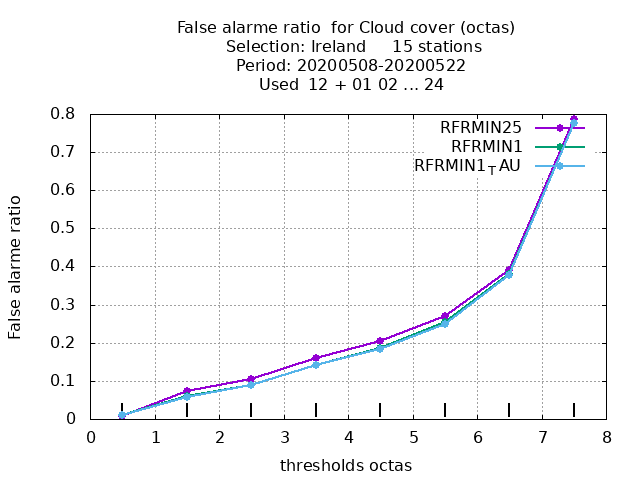 False alarme ratio  for Cloud cover (octas)
Selection: Ireland     15 stations
Period: 20200508-20200522
Used  12 + 01 02 ... 24
RFRMIN25
RFRMIN1
RFRMIN1TAU
False alarme ratio
0.8
0.7
0.6
0.5
0.4
0.3
0.2
0.1
0
0 1 2 3 4 5 6 7 8
thresholds octas